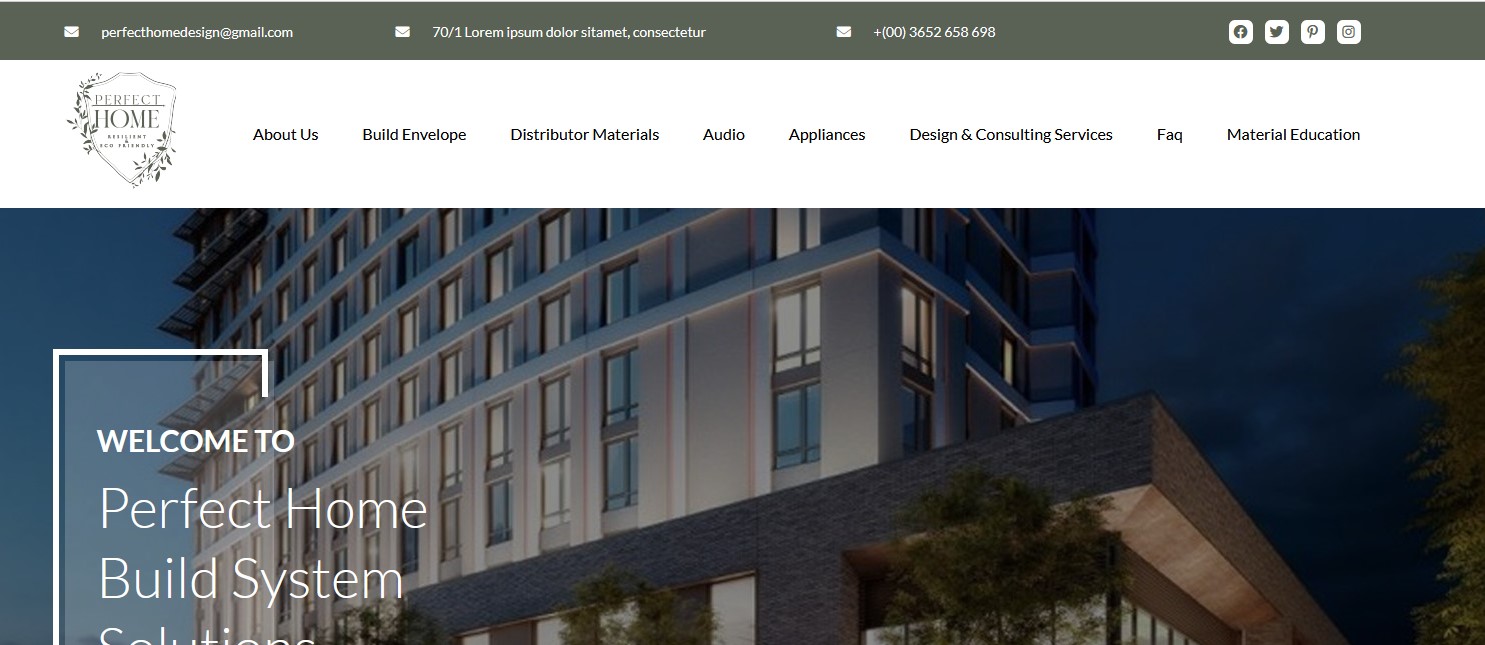 perfecthomedesign@gmail.com
70/1 Lorem ipsum dolor sitamet, consectetur
+(00) 3652 658 698
PERFECT
HOME
RESILIENT
&
ECO FRIENDLY
About Us
Build Envelope
Distributor Materials
Audio
Appliances
Design & Consulting Services
Faq
Material Education
WELCOME TO
Perfect Home
Build System
Solutions